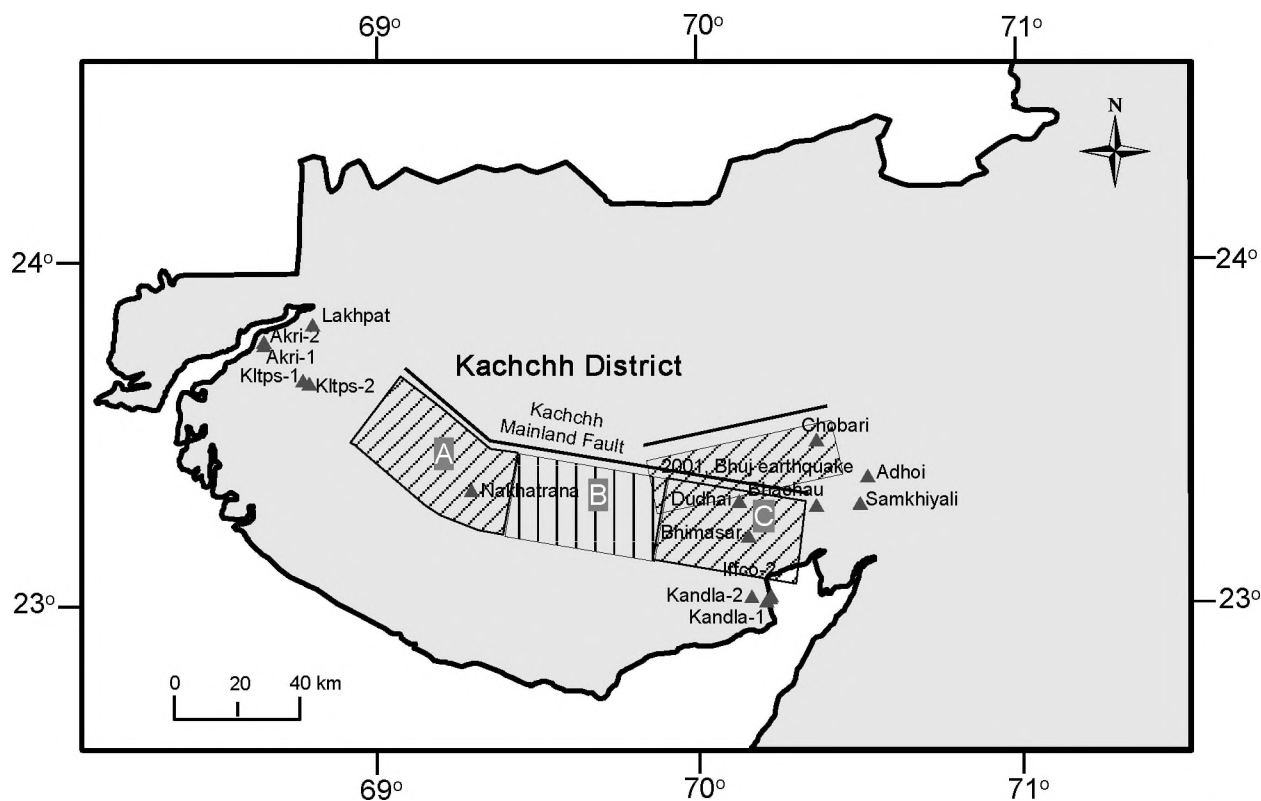 69°
70°
71°
N
24°
24°
Lakhpat
Akri-2
Akri-1
Kltps-1
Kltps-2
Kachchh District
Kachchh
Mainland Fault
Chobari
A
2001, Bhuj earthquake
Adhoi
Nakhatrana
B
Dudhai
Bhachau
Samkhiyali
C
Bhimasar
Iffco-2
Kandla-2
Kandla-1
23°
23°
0
20
40 km
69°
70°
71°